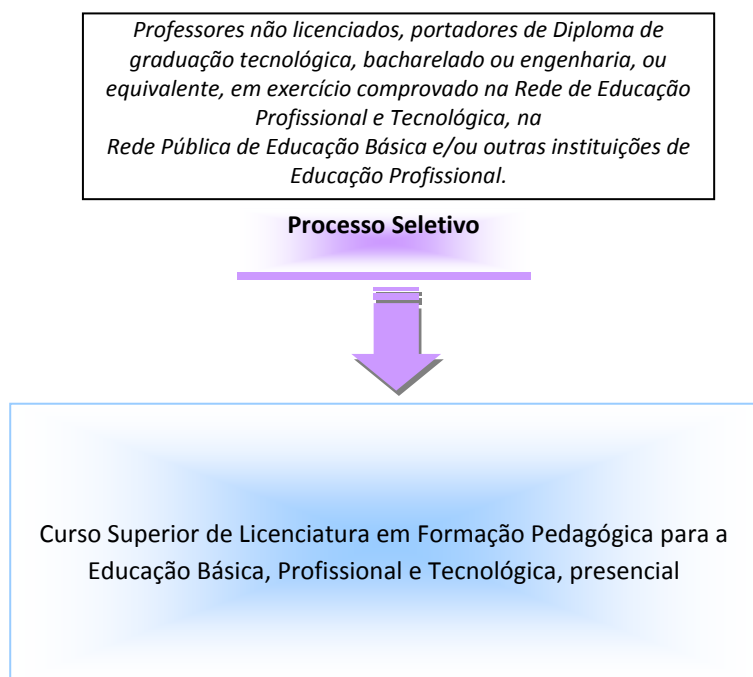 Professores não licenciados, portadores de Diploma de
graduação tecnológica, bacharelado ou engenharia, ou
equivalente, em exercício comprovado na Rede de Educação
Profissional e Tecnológica, na
Rede Pública de Educação Básica e/ou outras instituições de
Educação Profissional.
Processo Seletivo
Curso Superior de Licenciatura em Formação Pedagógica para a
Educação Básica, Profissional e Tecnológica, presencial